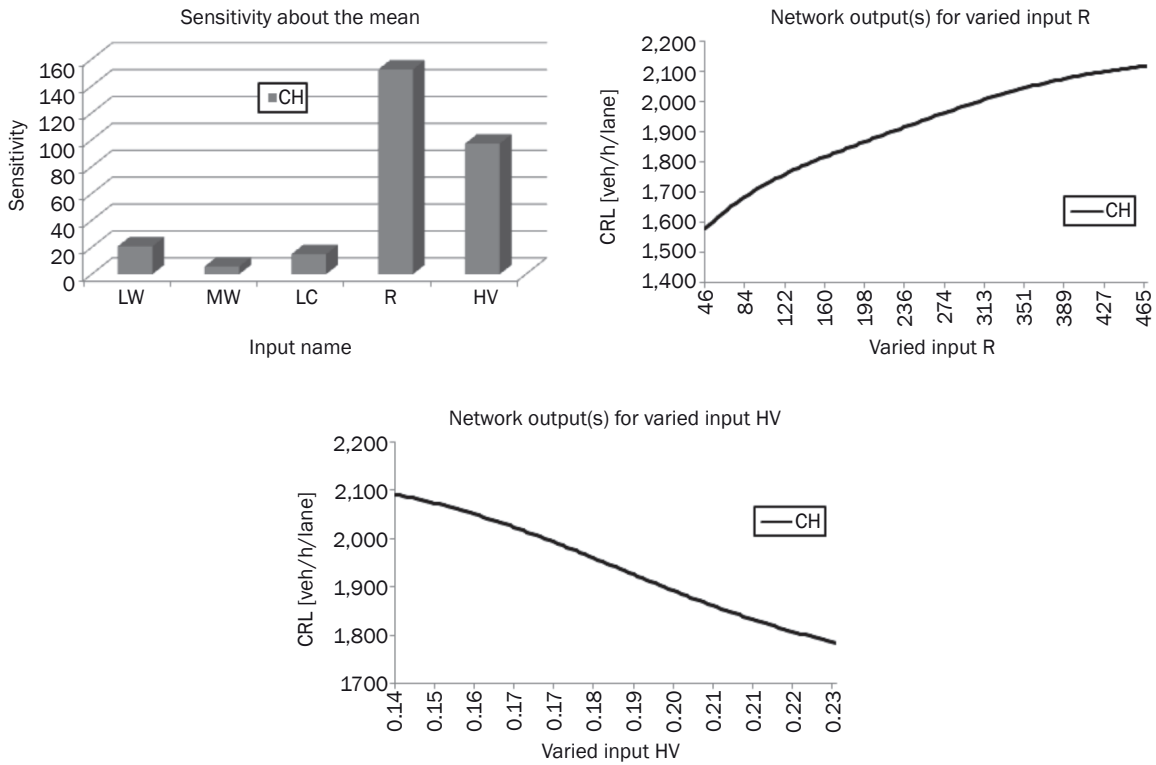 Sensitivity about the mean
Sensitivity
160
140
120
100
80
60
40
20
0
CH
LW MW LC R HV
Input name
Network output(s) for varied input R
CRL [veh/h/lane]
2,200
2,100
2,000
1,900
1,800
1,700
1,600
1,500
1,400
CH
46 84 122 160 198 236 274 313 351 389 427 465
Varied input R
Network output(s) for varied input HV
CRL [veh/h/lane]
2,200
2,100
2,000
1,900
1,800
1700
CH
0.14 0.15 0.16 0.17 0.17 0.18 0.19 0.20 0.21 0.21 0.22 0.23
Varied input HV